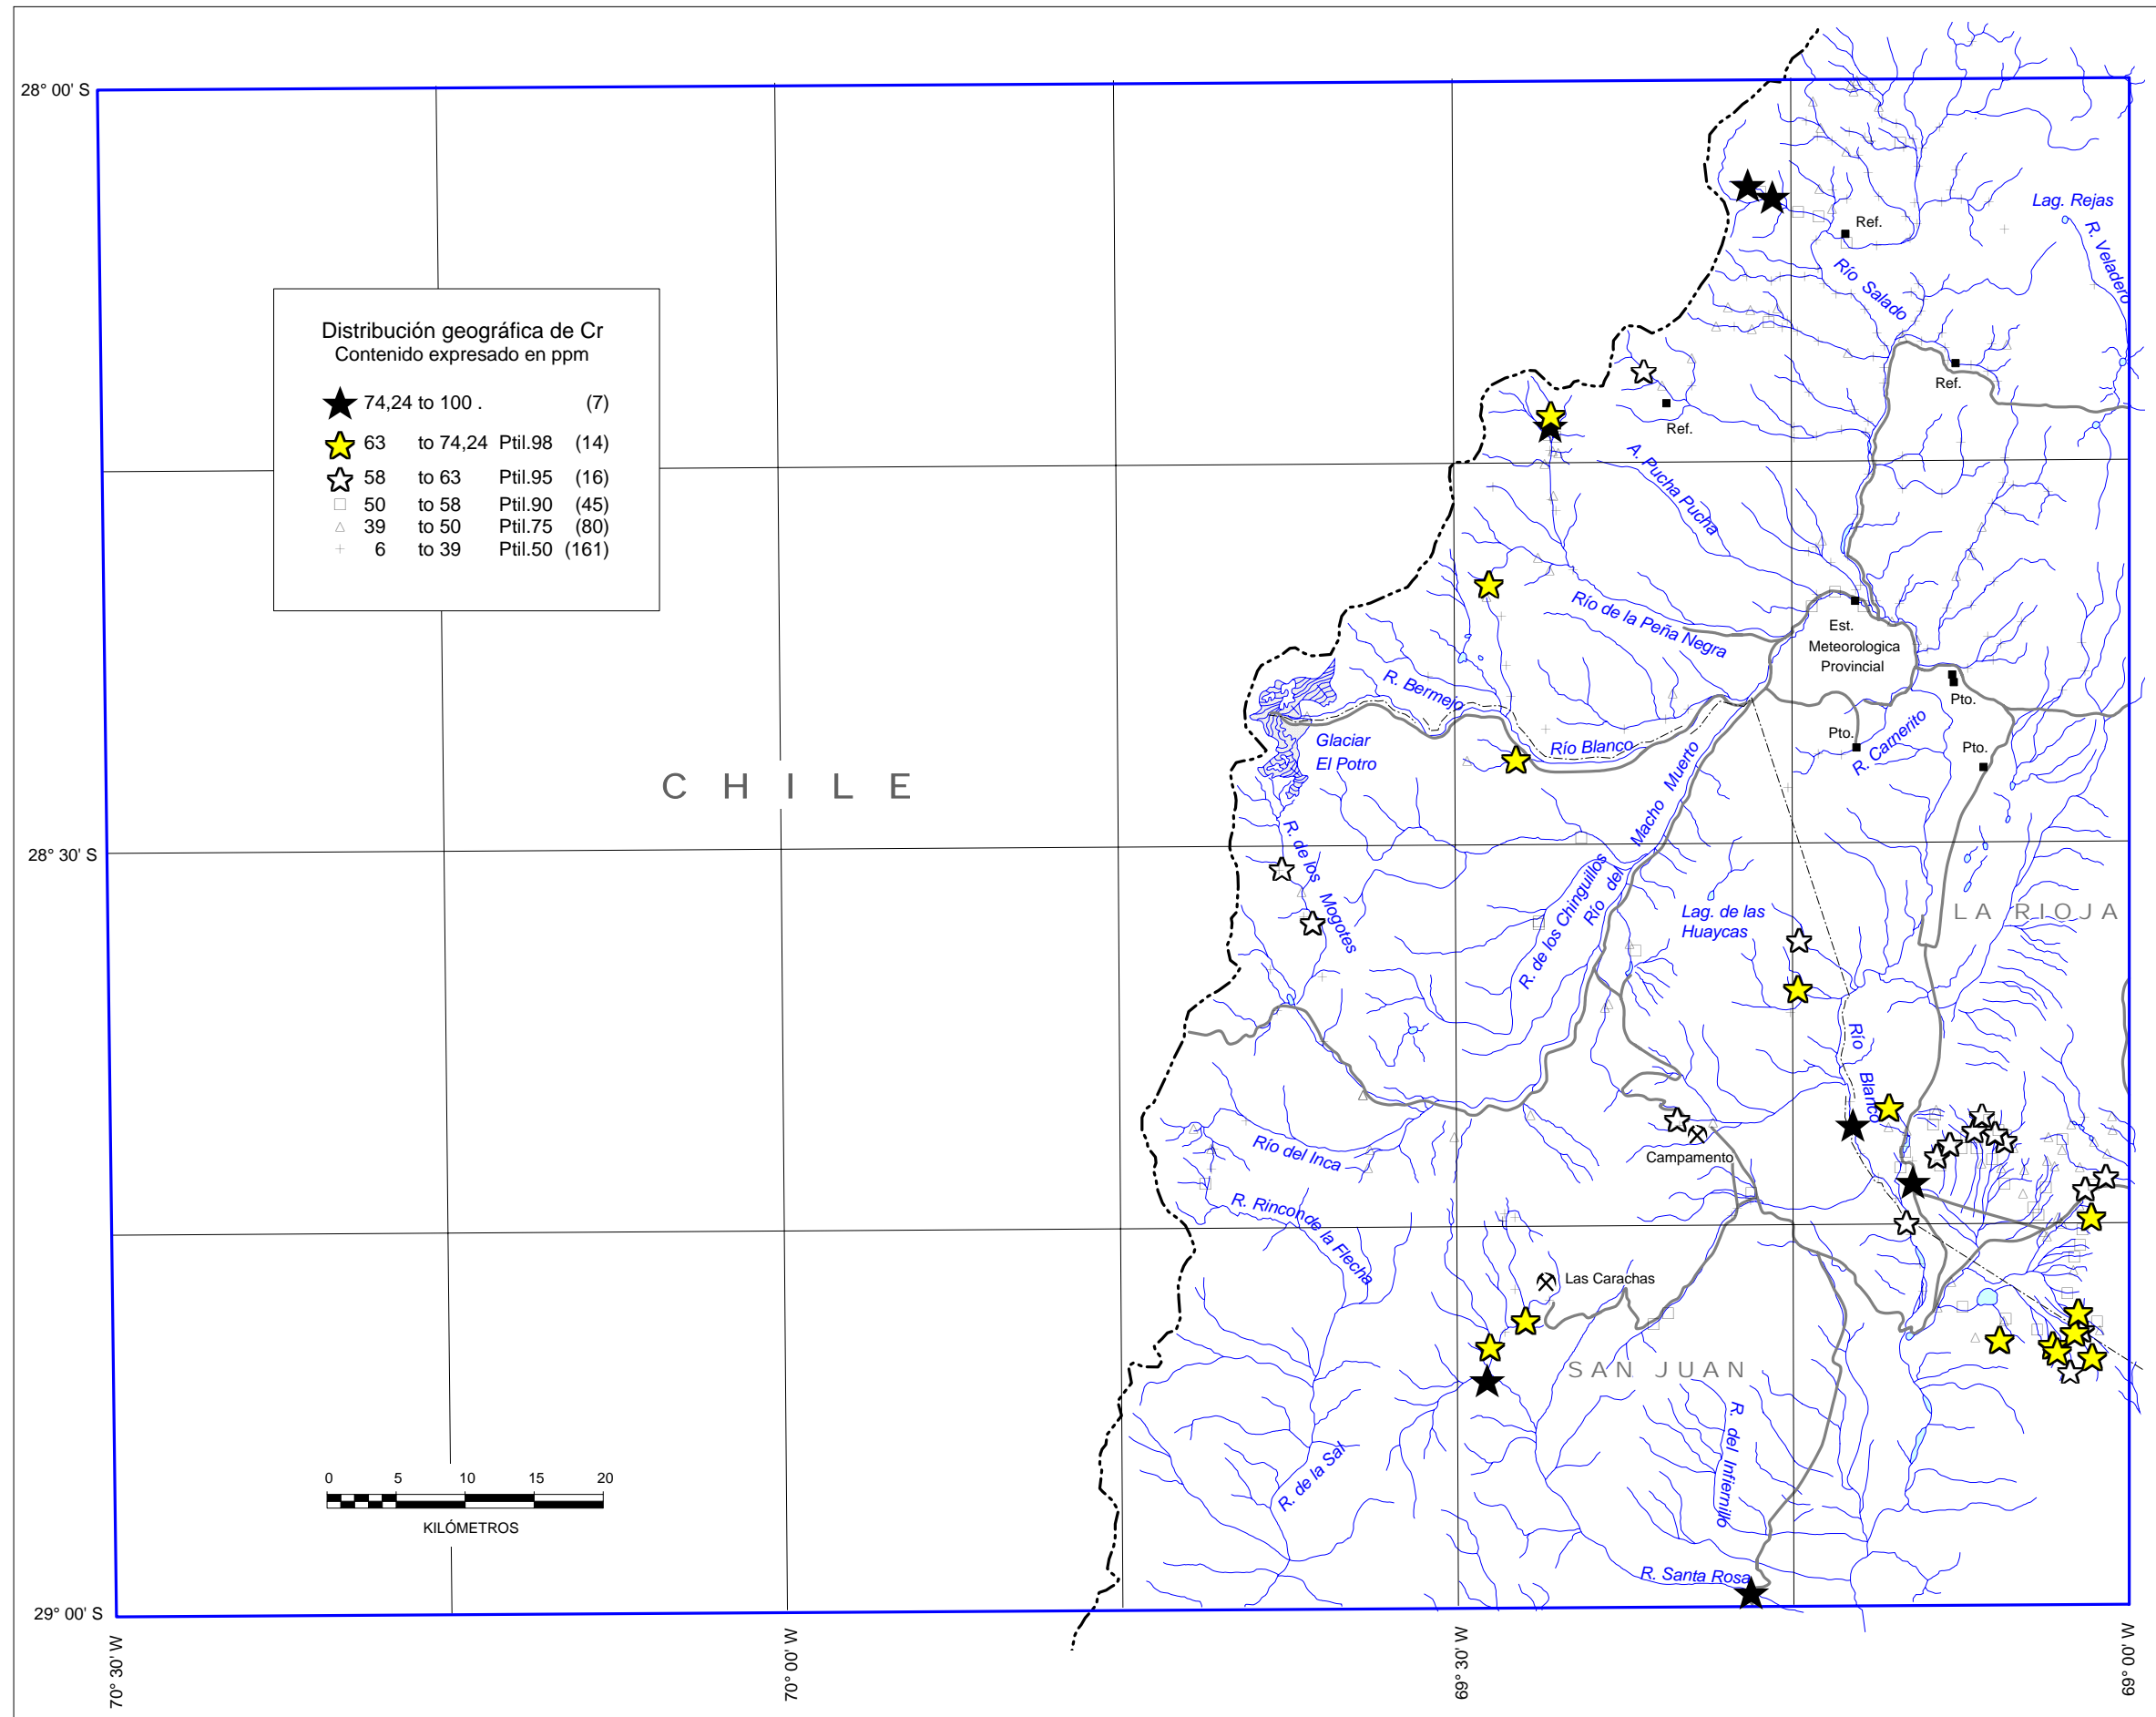 28° 00' S
Lag. Rejas
R. Veladero
Ref.
Río Salado
Distribución geográfica de Cr
Contenido expresado en ppm
74,24 to 100 . (7)
63 to 74,24 Ptil.98 (14)
58 to 63 Ptil.95 (16)
50 to 58 Ptil.90 (45)
39 to 50 Ptil.75 (80)
6 to 39 Ptil.50 (161)
Ref.
Ref.
A. Pucha Pucha
Río de la Peña Negra
Est.
Meteorologica
Provincial
R. Bermejo
Pto.
Glaciar
El Potro
Río Blanco
Pto.
R. Carnerito
Pto.
CHILE
Río del Macho Muerto
28° 30' S
R. de los Mogotes
R. de los Chinguillos
Lag. de las
Huaycas
LA RIOJA
Río Blanco
Río del Inca
Campamento
R. Rincon de la Flecha
Las Carachas
SAN JUAN
R. del Infiernillo
R. de la Sal
0 5 10 15 20
KILÓMETROS
R. Santa Rosa
29° 00' S
70° 30' W
70° 00' W
69° 30' W
69° 00' W